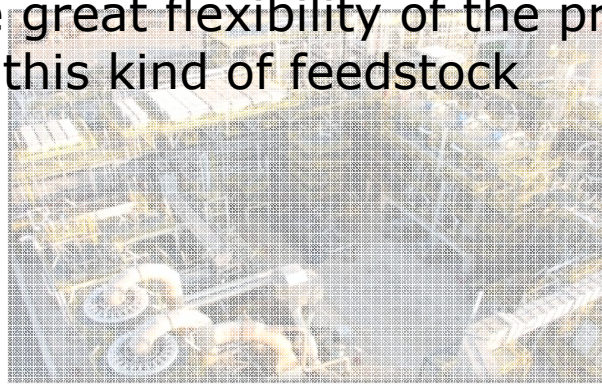 great flexibility of the
this kind of feedstock